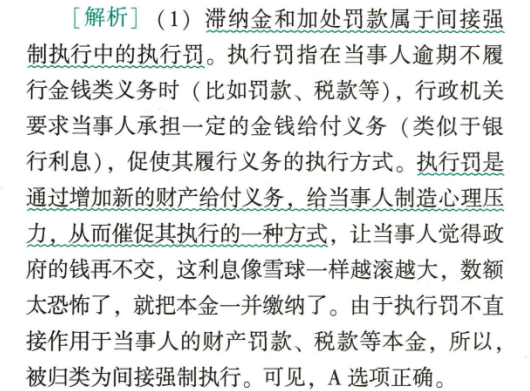 [解析] (1) 滞纳金和加处罚款属于间接强
制执行中的执行罚。执行罚指在当事人逾期不履
行金钱类义务时（比如罚款、税款等），行政机关
要求当事人承担一定的金钱给付义务（类似于银
行利息），促使其履行义务的执行方式。执行罚是
通过增加新的财产给付义务，给当事人制造心理压
力，从而催促其执行的一种方式，让当事人觉得政
府的钱再不交，这利息像雪球一样越滚越大，数额
太恐怖了，就把本金一并缴纳了。由于执行罚不直
接作用于当事人的财产罚款、税款等本金，所以，
被归类为间接强制执行。可见，A 选项正确。